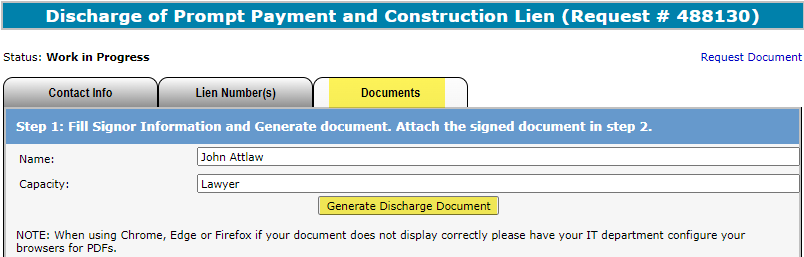 Discharge of Prompt Payment and Construction Lien (Request # 488130)
Status: Work in Progress
Request Document
Contact Info
Lien Number(s)
Documents
Step 1: Fill Signor Information and Generate document. Attach the signed document in step 2.
Name: John Attlaw
Capacity: Lawyer
Generate Discharge Document
NOTE: When using Chrome, Edge or Firefox if your document does not display correctly please have your IT department configure your
browsers for PDFs.